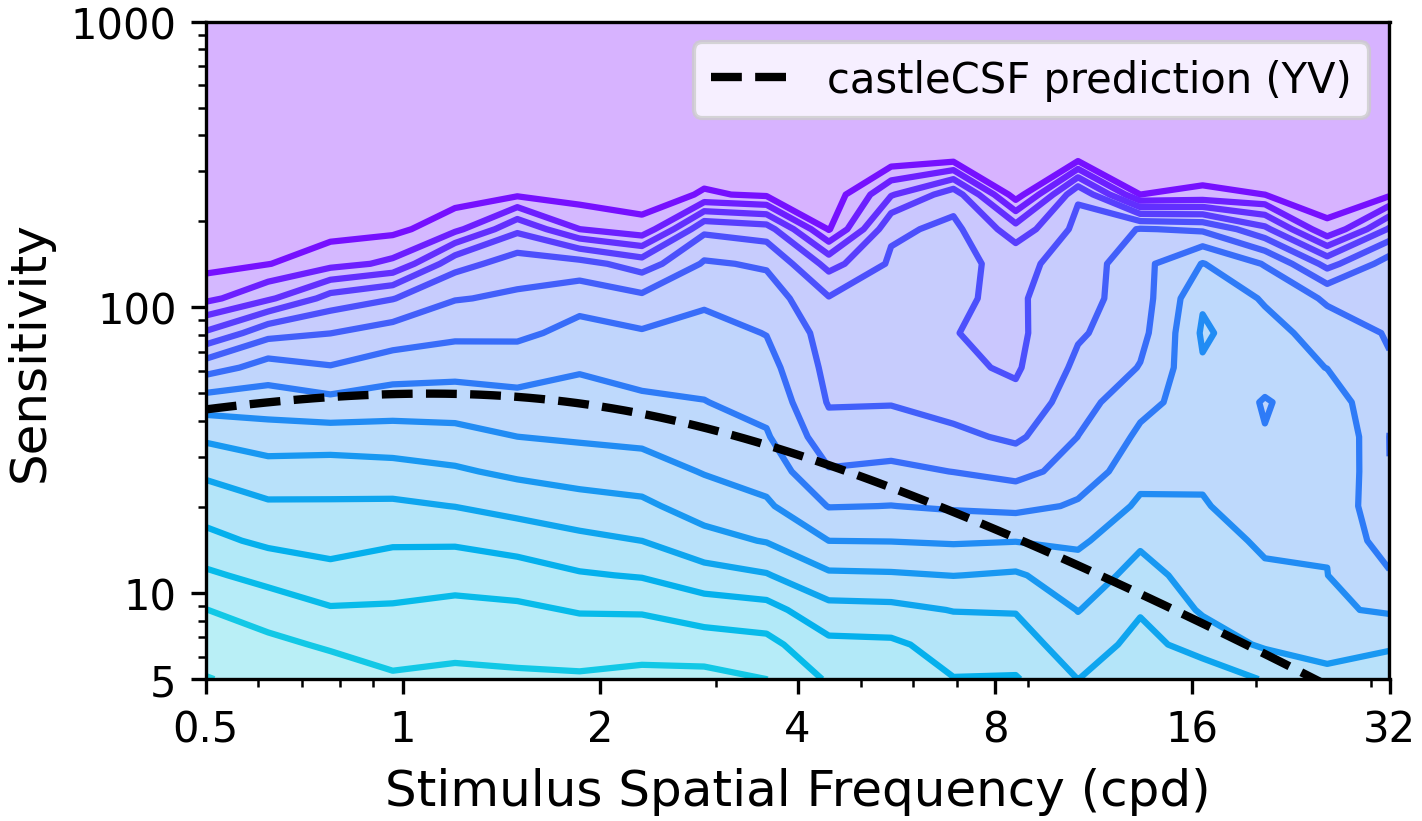 1000
castleCSF prediction (YV)
100
Sensitivity
10
5
0.5 1 2 4 8 16 32
Stimulus Spatial Frequency (cpd)